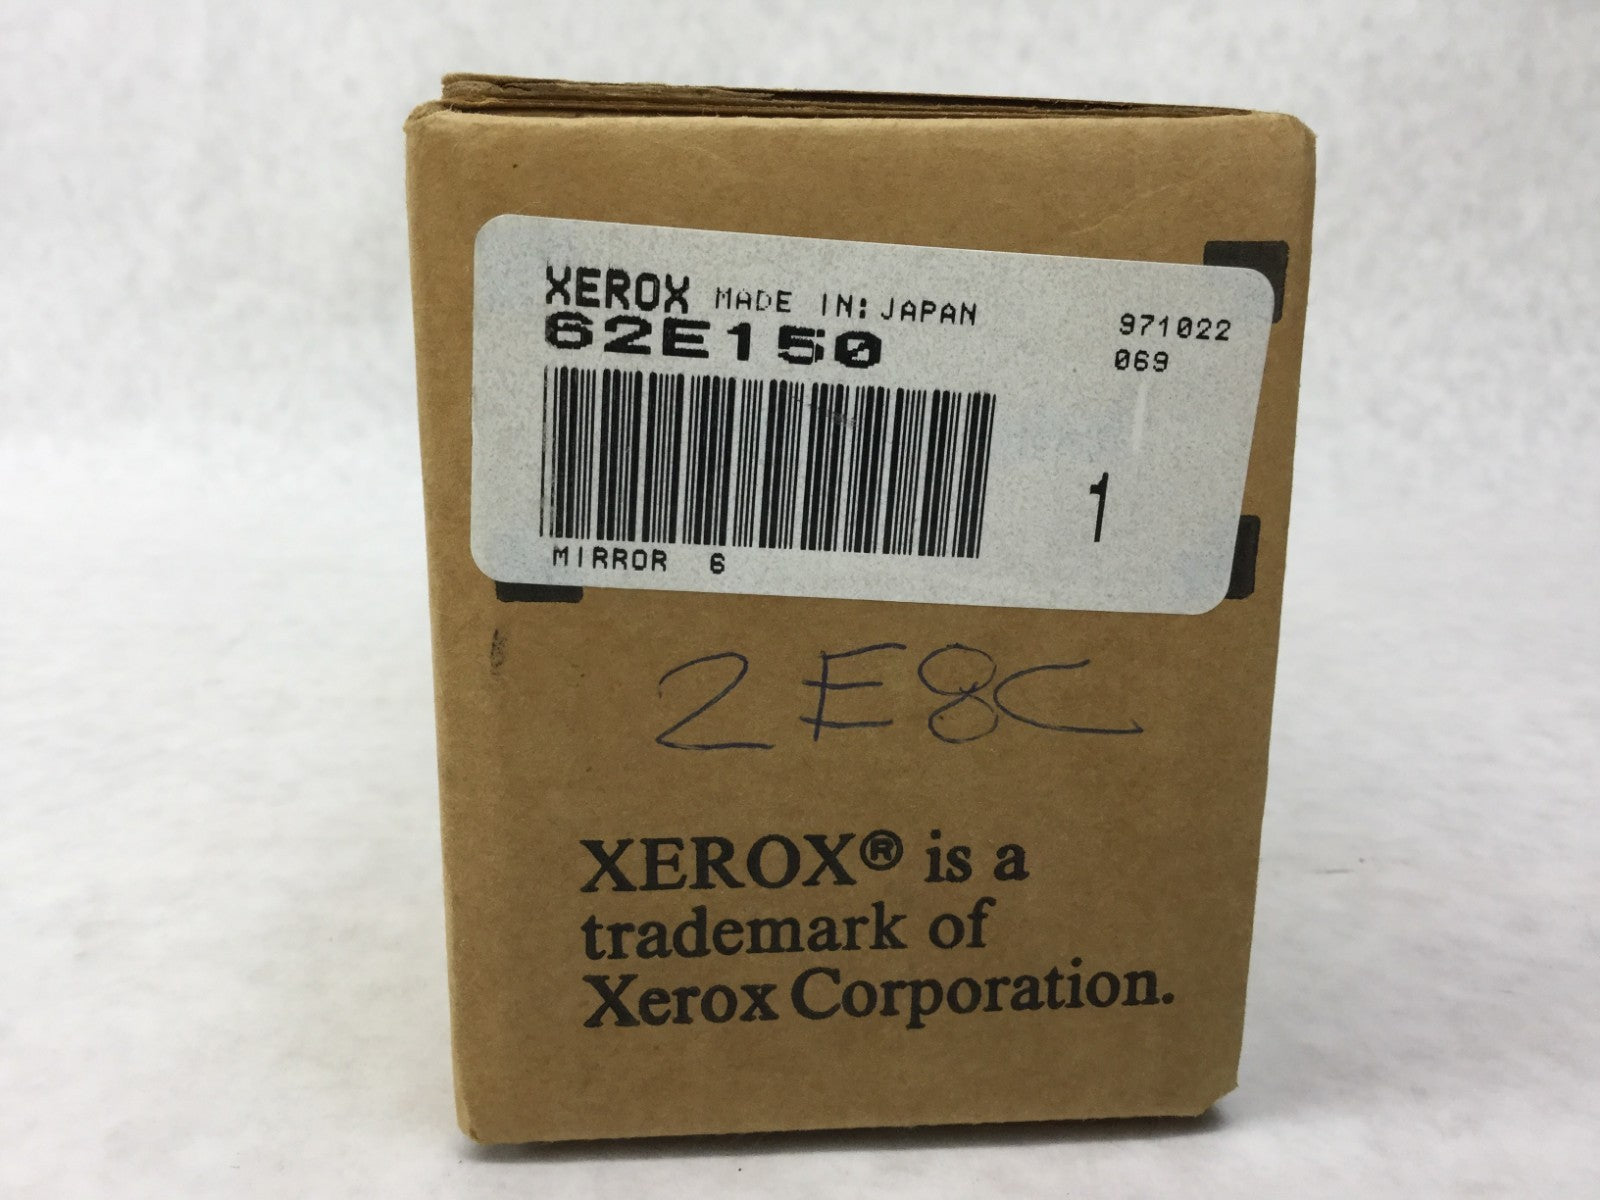 XEROX MADE IN: JAPAN
62E150
971022
069
1
MIRROR 6
2E8C
XEROX® is a
trademark of
Xerox Corporation.